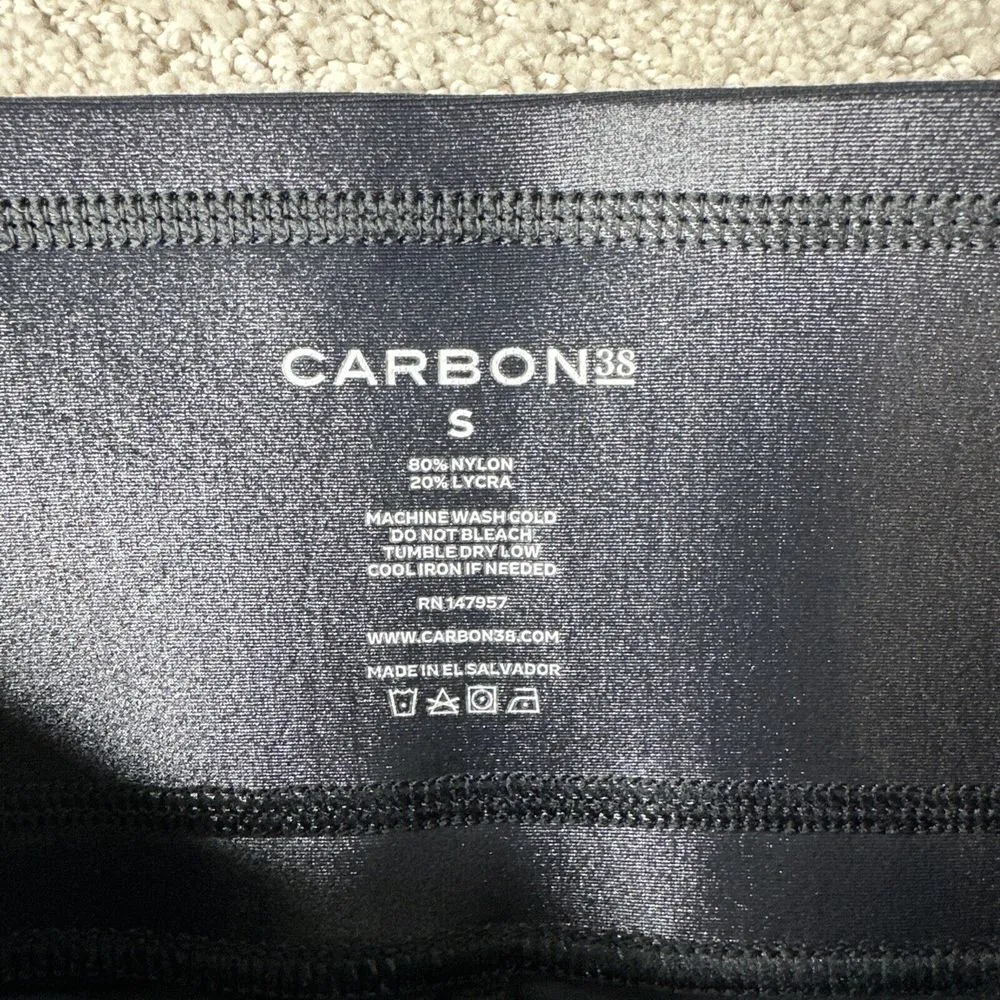 CARBON38
S
80% NYLON
20% LYCRA
MACHINE WASH COLD
DO NOT BLEACH
TUMBLE DRY LOW
COOL IRON IF NEEDED
RN 147957
WWW.CARBON38.COM
MADE IN EL SALVADOR